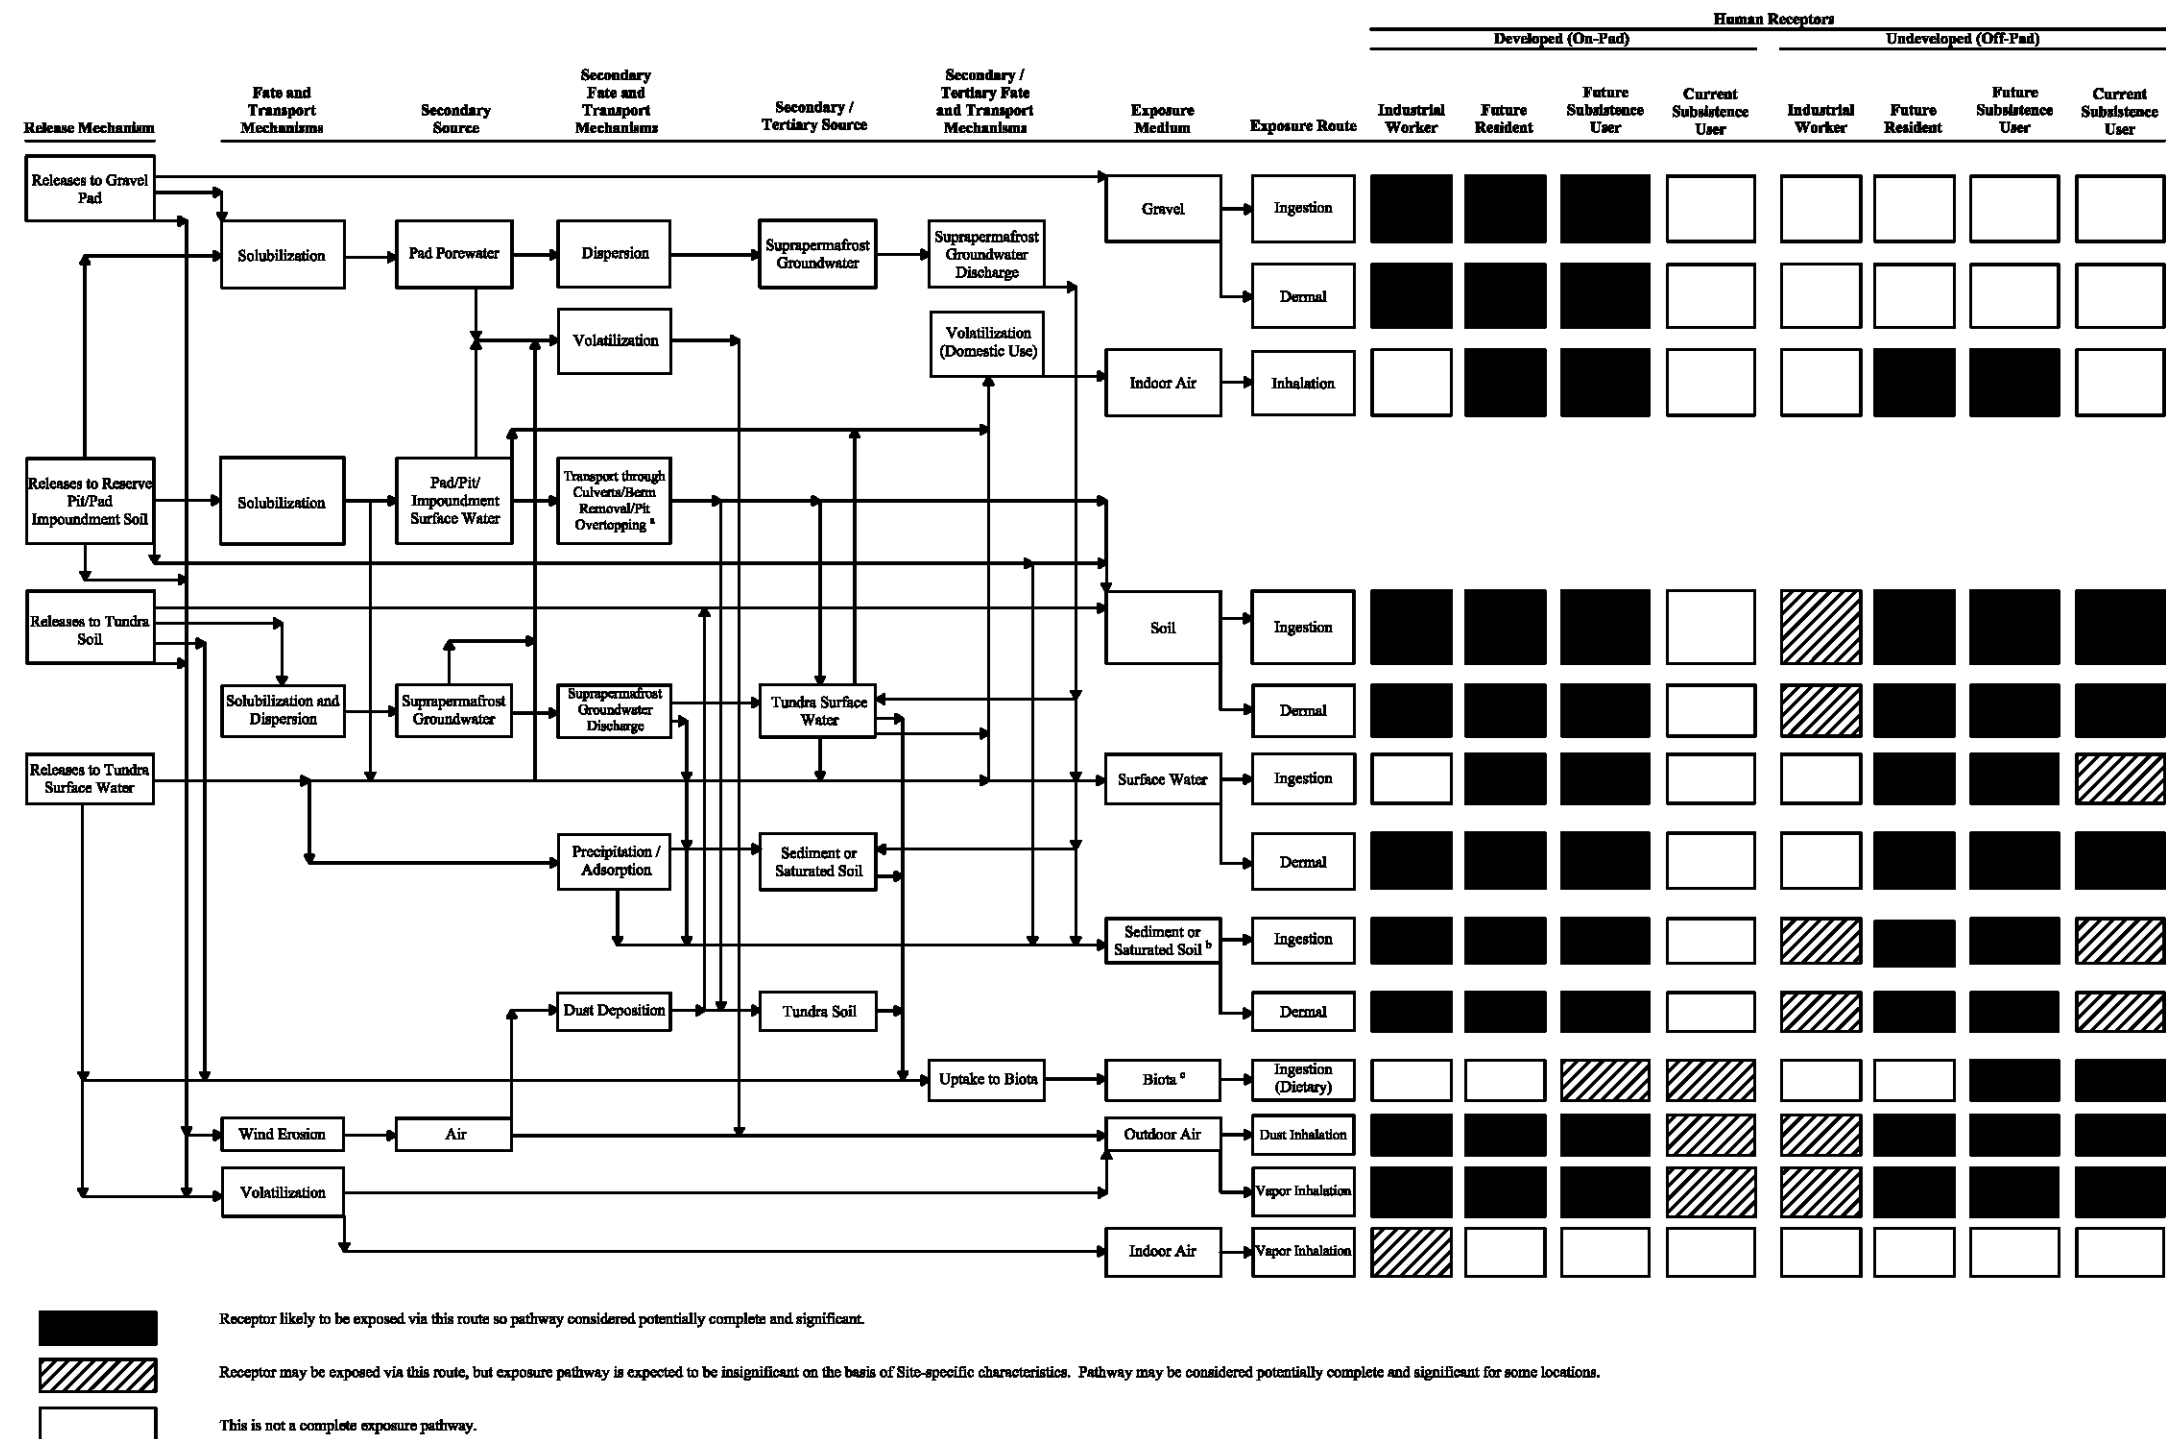 Human Receptors
Developed (On-Pad)
Undeveloped (Off-Pad)
Release Mechanism
Fate and
Transport
Mechanisms
Secondary
Source
Secondary
Fate and
Transport
Mechanisms
Secondary /
Tertiary Source
Secondary /
Tertiary Fate
and Transport
Mechanisms
Exposure
Medium
Exposure Route
Industrial
Worker
Future
Resident
Future
Subsistence
User
Current
Subsistence
User
Industrial
Worker
Future
Resident
Future
Subsistence
User
Current
Subsistence
User
Releases to Gravel
Pad
Gravel
Ingestion
Solubilization
Pad Porewater
Dispersion
Suprapermafrost
Groundwater
Suprapermafrost
Groundwater
Discharge
Dermal
Volatilization
Volatilization
(Domestic Use)
Indoor Air
Inhalation
Releases to Reserve
Pit/Pad
Impoundment Soil
Solubilization
Pad/Pit/
Impoundment
Surface Water
Transport through
Culverts/Berm
Removal/Pit
Overtopping a
Releases to Tundra
Soil
Soil
Ingestion
Solubilization and
Dispersion
Suprapermafrost
Groundwater
Suprapermafrost
Groundwater
Discharge
Tundra Surface
Water
Dermal
Releases to Tundra
Surface Water
Surface Water
Ingestion
Precipitation /
Adsorption
Sediment or
Saturated Soil
Dermal
Sediment or
Saturated Soil b
Ingestion
Dust Deposition
Tundra Soil
Dermal
Uptake to Biota
Biota c
Ingestion
(Dietary)
Wind Erosion
Air
Outdoor Air
Dust Inhalation
Volatilization
Vapor Inhalation
Indoor Air
Vapor Inhalation
Receptor likely to be exposed via this route so pathway considered potentially complete and significant.
Receptor may be exposed via this route, but exposure pathway is expected to be insignificant on the basis of Site-specific characteristics. Pathway may be considered potentially complete and significant for some locations.
This is not a complete exposure pathway.